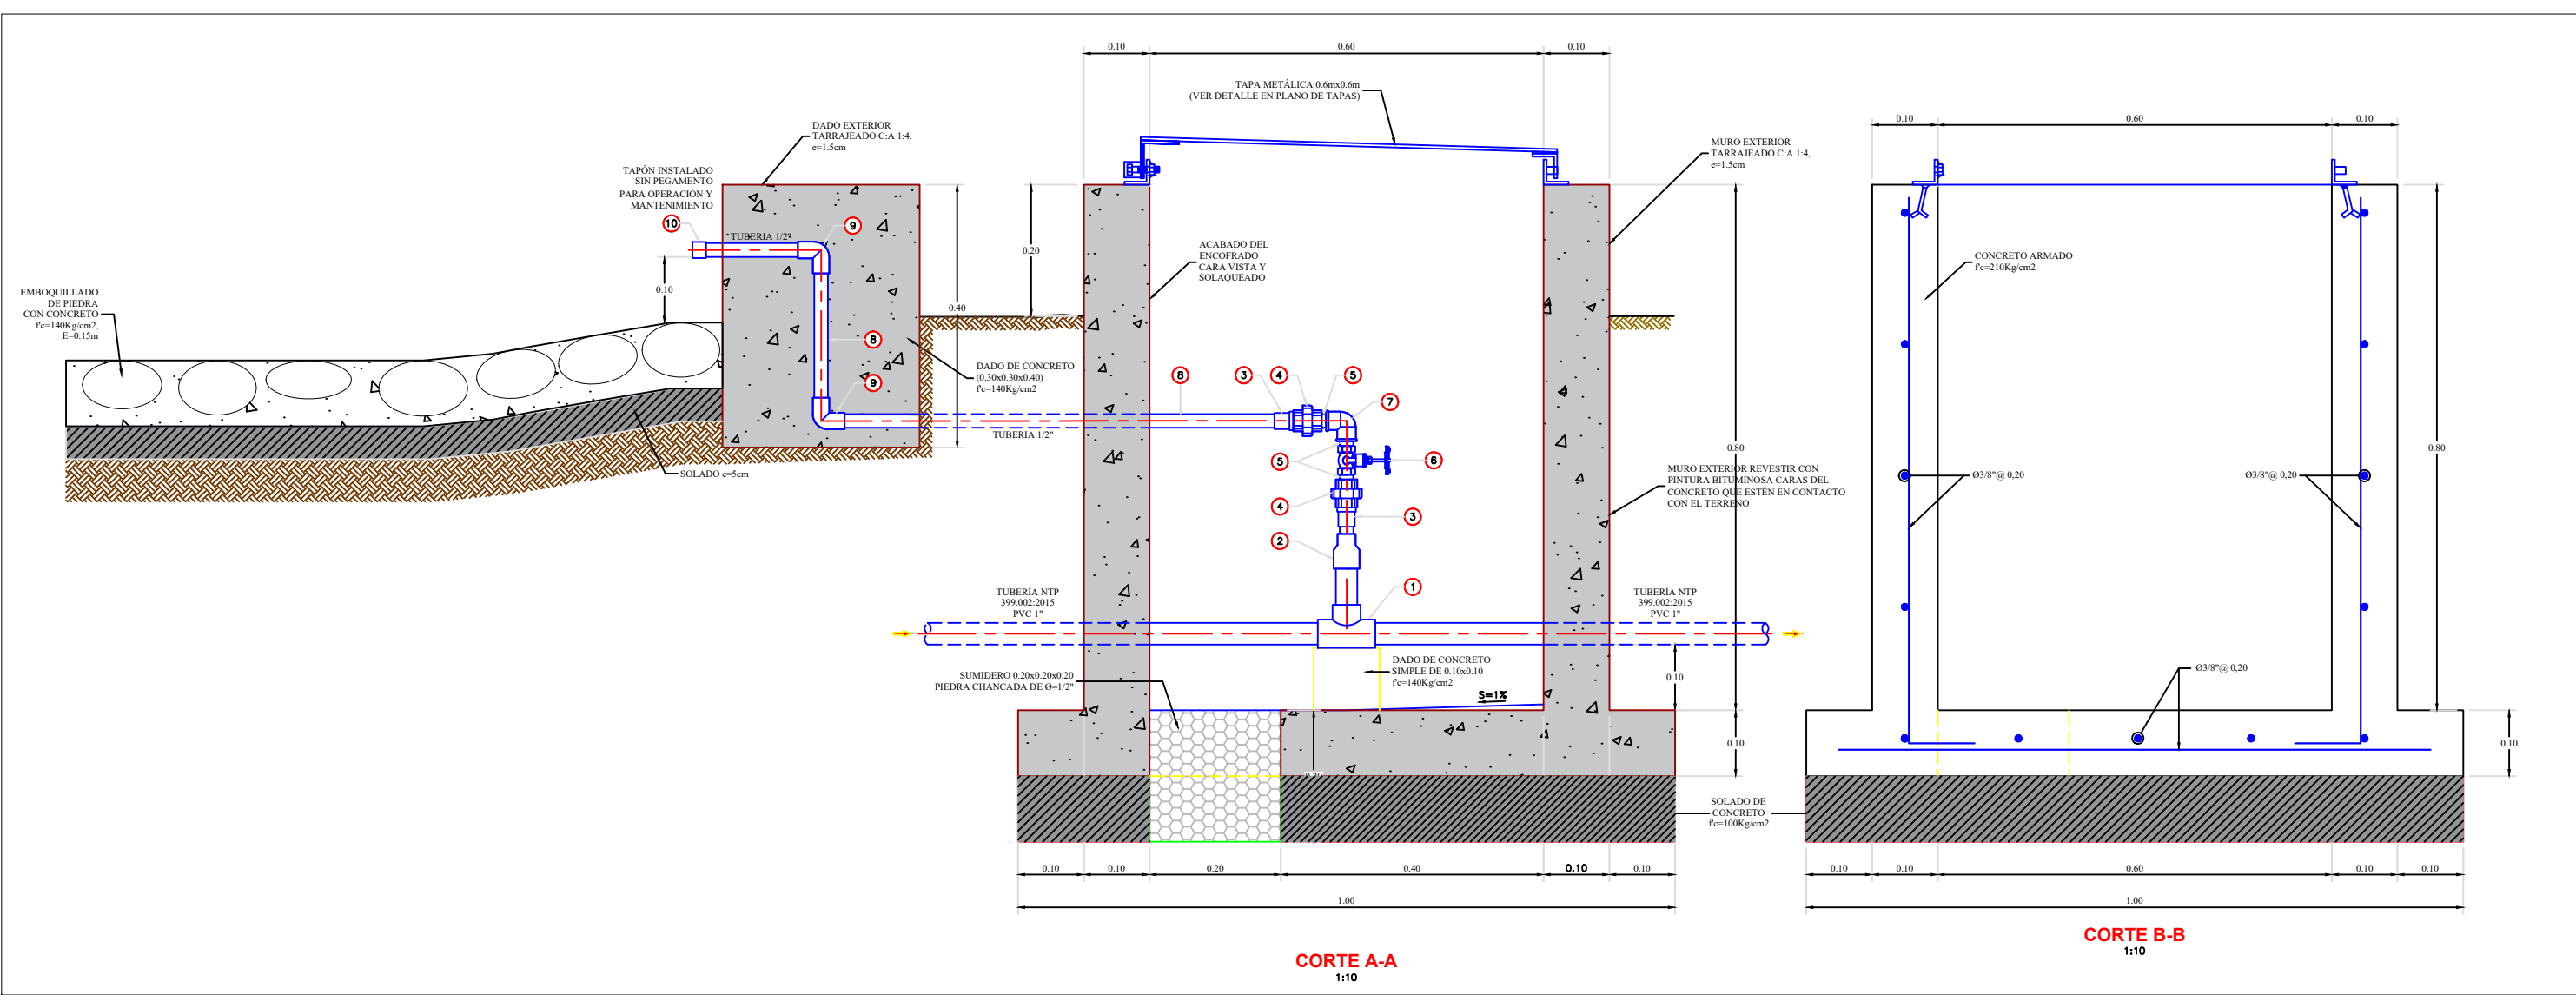 0.10
0.60
0.10
TAPA METÁLICA 0.6mx0.6m
(VER DETALLE EN PLANO DE TAPAS)
DADO EXTERIOR
TARRAJEADO C:A 1:4,
e=1.5cm
MURO EXTERIOR
TARRAJEADO C:A 1:4,
e=1.5cm
TAPÓN INSTALADO
SIN PEGAMENTO
PARA OPERACIÓN Y
MANTENIMIENTO
10
TUBERIA 1/2"
9
0.20
ACABADO DEL
ENCOFRADO
CARA VISTA Y
SOLAQUEADO
EMBOQUILLADO
DE PIEDRA
CON CONCRETO
f'c=140Kg/cm2,
E=0.15m
0.10
0.40
8
DADO DE CONCRETO
(0.30x0.30x0.40)
f'c=140Kg/cm2
9
8
3
4
5
7
TUBERIA 1/2"
SOLADO e=5cm
5
6
4
3
2
1
0.80
MURO EXTERIOR REVESTIR CON
PINTURA BITUMINOSA CARAS DEL
CONCRETO QUE ESTÉN EN CONTACTO
CON EL TERRENO
TUBERÍA NTP
399.002:2015
PVC 1"
TUBERÍA NTP
399.002:2015
PVC 1"
SUMIDERO 0.20x0.20x0.20
PIEDRA CHANCADA DE Ø=1/2"
DADO DE CONCRETO
SIMPLE DE 0.10x0.10
f'c=140Kg/cm2
S=1%
0.10
0.10
0.20
SOLADO DE
CONCRETO
f'c=100Kg/cm2
0.10
0.10
0.20
0.40
0.10
0.10
1.00
CORTE A-A
1:10
0.10
0.60
0.10
CONCRETO ARMADO
f'c=210Kg/cm2
0.80
Ø3/8"@ 0,20
Ø3/8"@ 0,20
Ø3/8"@ 0,20
0.10
0.10
0.10
0.60
0.10
0.10
1.00
CORTE B-B
1:10